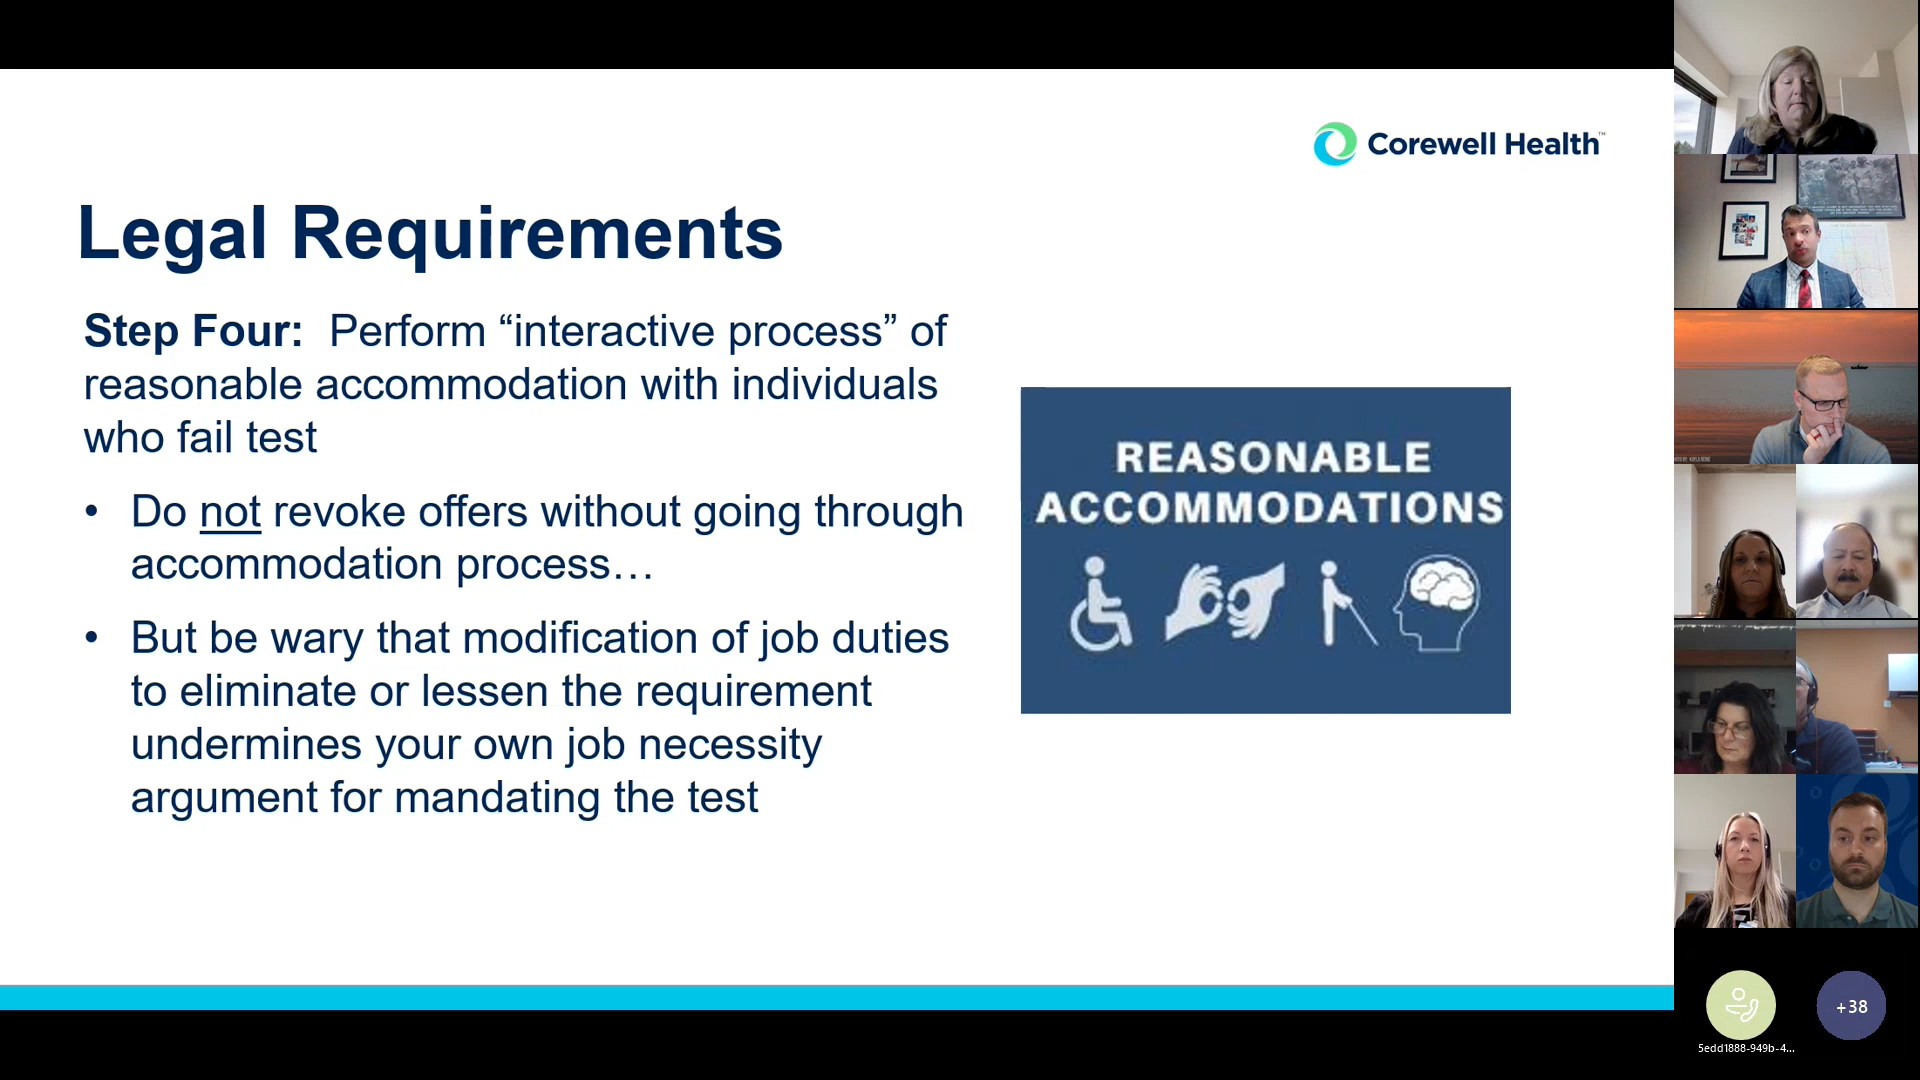 Corewell Health™
Legal Requirements
Step Four: Perform “interactive process” of
reasonable accommodation with individuals
who fail test
• Do not revoke offers without going through
accommodation process…
• But be wary that modification of job duties
to eliminate or lessen the requirement
undermines your own job necessity
argument for mandating the test
REASONABLE
ACCOMMODATIONS
+38
5edd1888-949b-4...